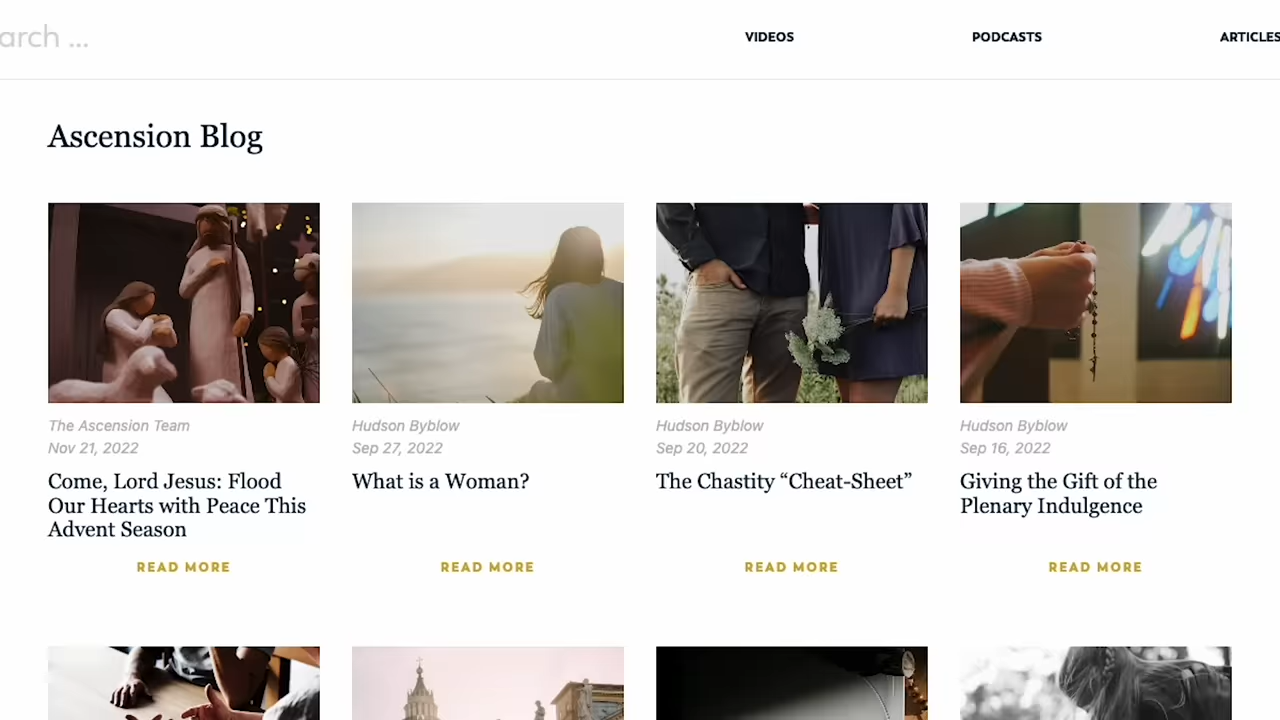 arch ...
VIDEOS
PODCASTS
ARTICLES
Ascension Blog
The Ascension Team
Nov 21, 2022
Come, Lord Jesus: Flood
Our Hearts with Peace This
Advent Season
READ MORE
Hudson Byblow
Sep 27, 2022
What is a Woman?
READ MORE
Hudson Byblow
Sep 20, 2022
The Chastity “Cheat-Sheet”
READ MORE
Hudson Byblow
Sep 16, 2022
Giving the Gift of the
Plenary Indulgence
READ MORE